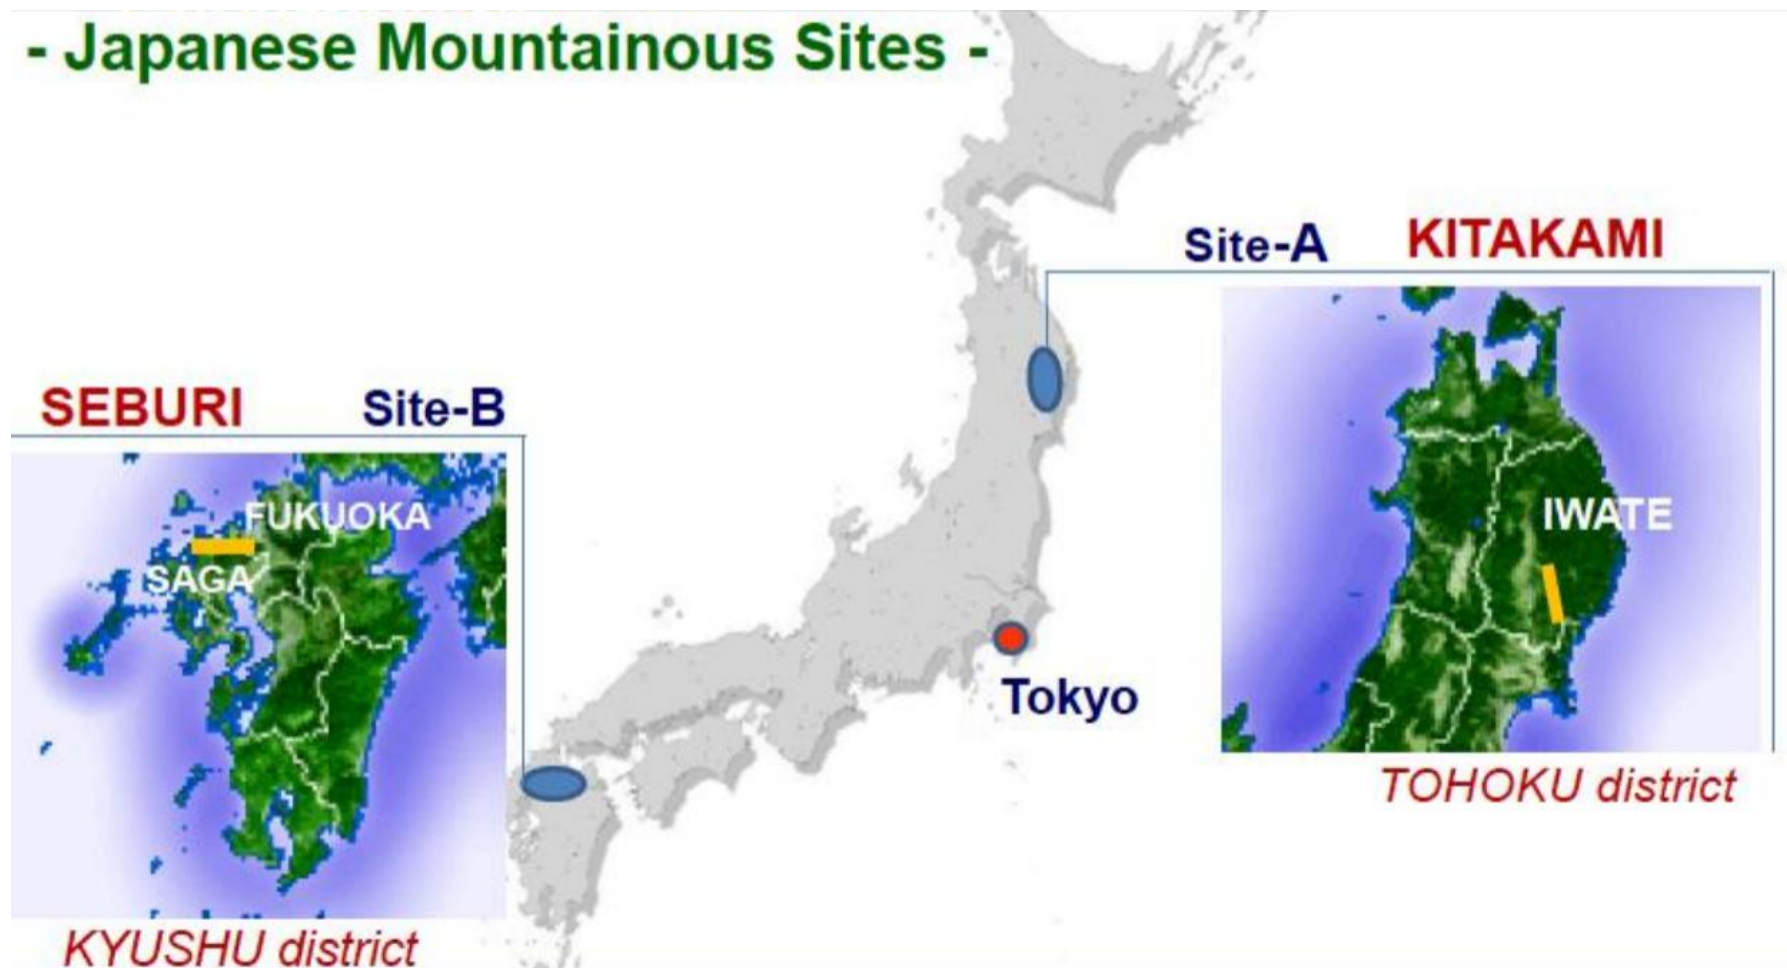 - Japanese Mountainous Sites -
Site-A KITAKAMI
IWATE
TOHOKU district
SEBURI Site-B
FUKUOKA
SAGA
KYUSHU district
Tokyo